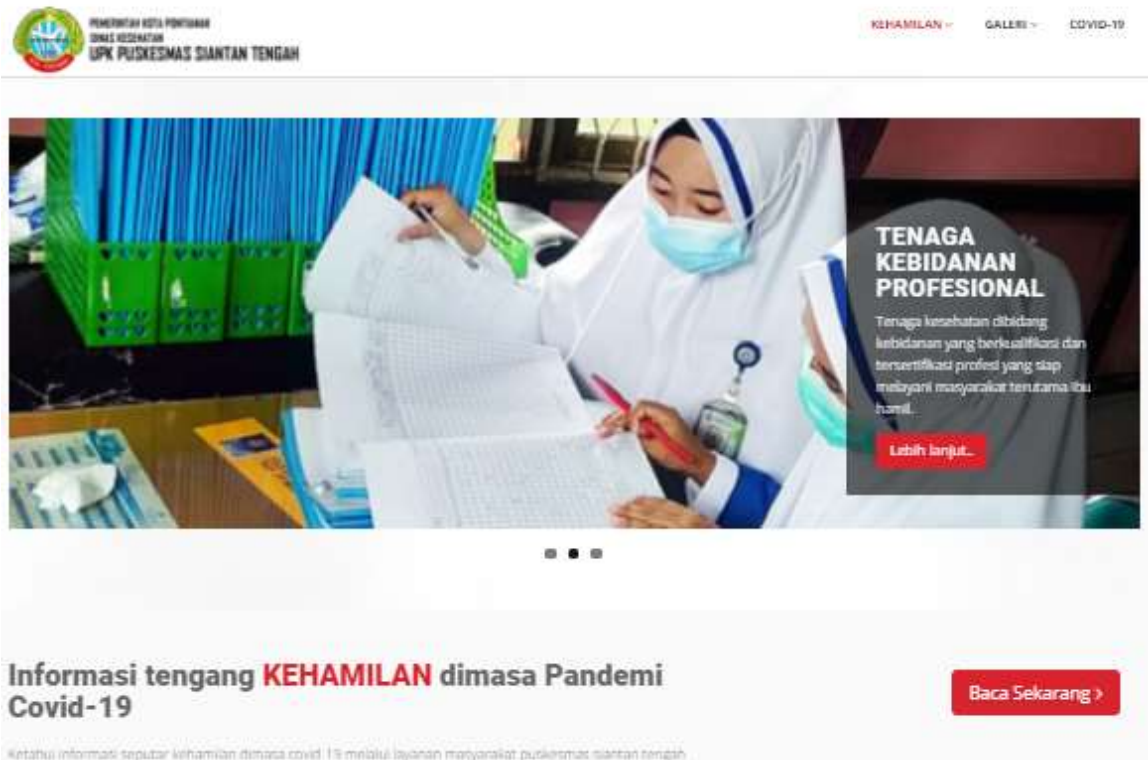 PEMERINTAH KOTA PONTIANAK
DINAS KESEHATAN
UPK PUSKESMAS SIANTAN TENGAH
KEHAMILAN
GALERI
COVID-19
TENAGA
KEBIDANAN
PROFESIONAL
Tenaga kesehatan dibidang
kebidanan yang berkualifikasi dan
tersertifikasi profesi yang siap
melayani masyarakat terutama ibu
hamil.
Lebih lanjut..
Informasi tengang KEHAMILAN dimasa Pandemi
Covid-19
Baca Sekarang >
Ketahui informasi seputar kehamilan dimasa covid 19 melalui layanan masyarakat puskesmas siantan tengah